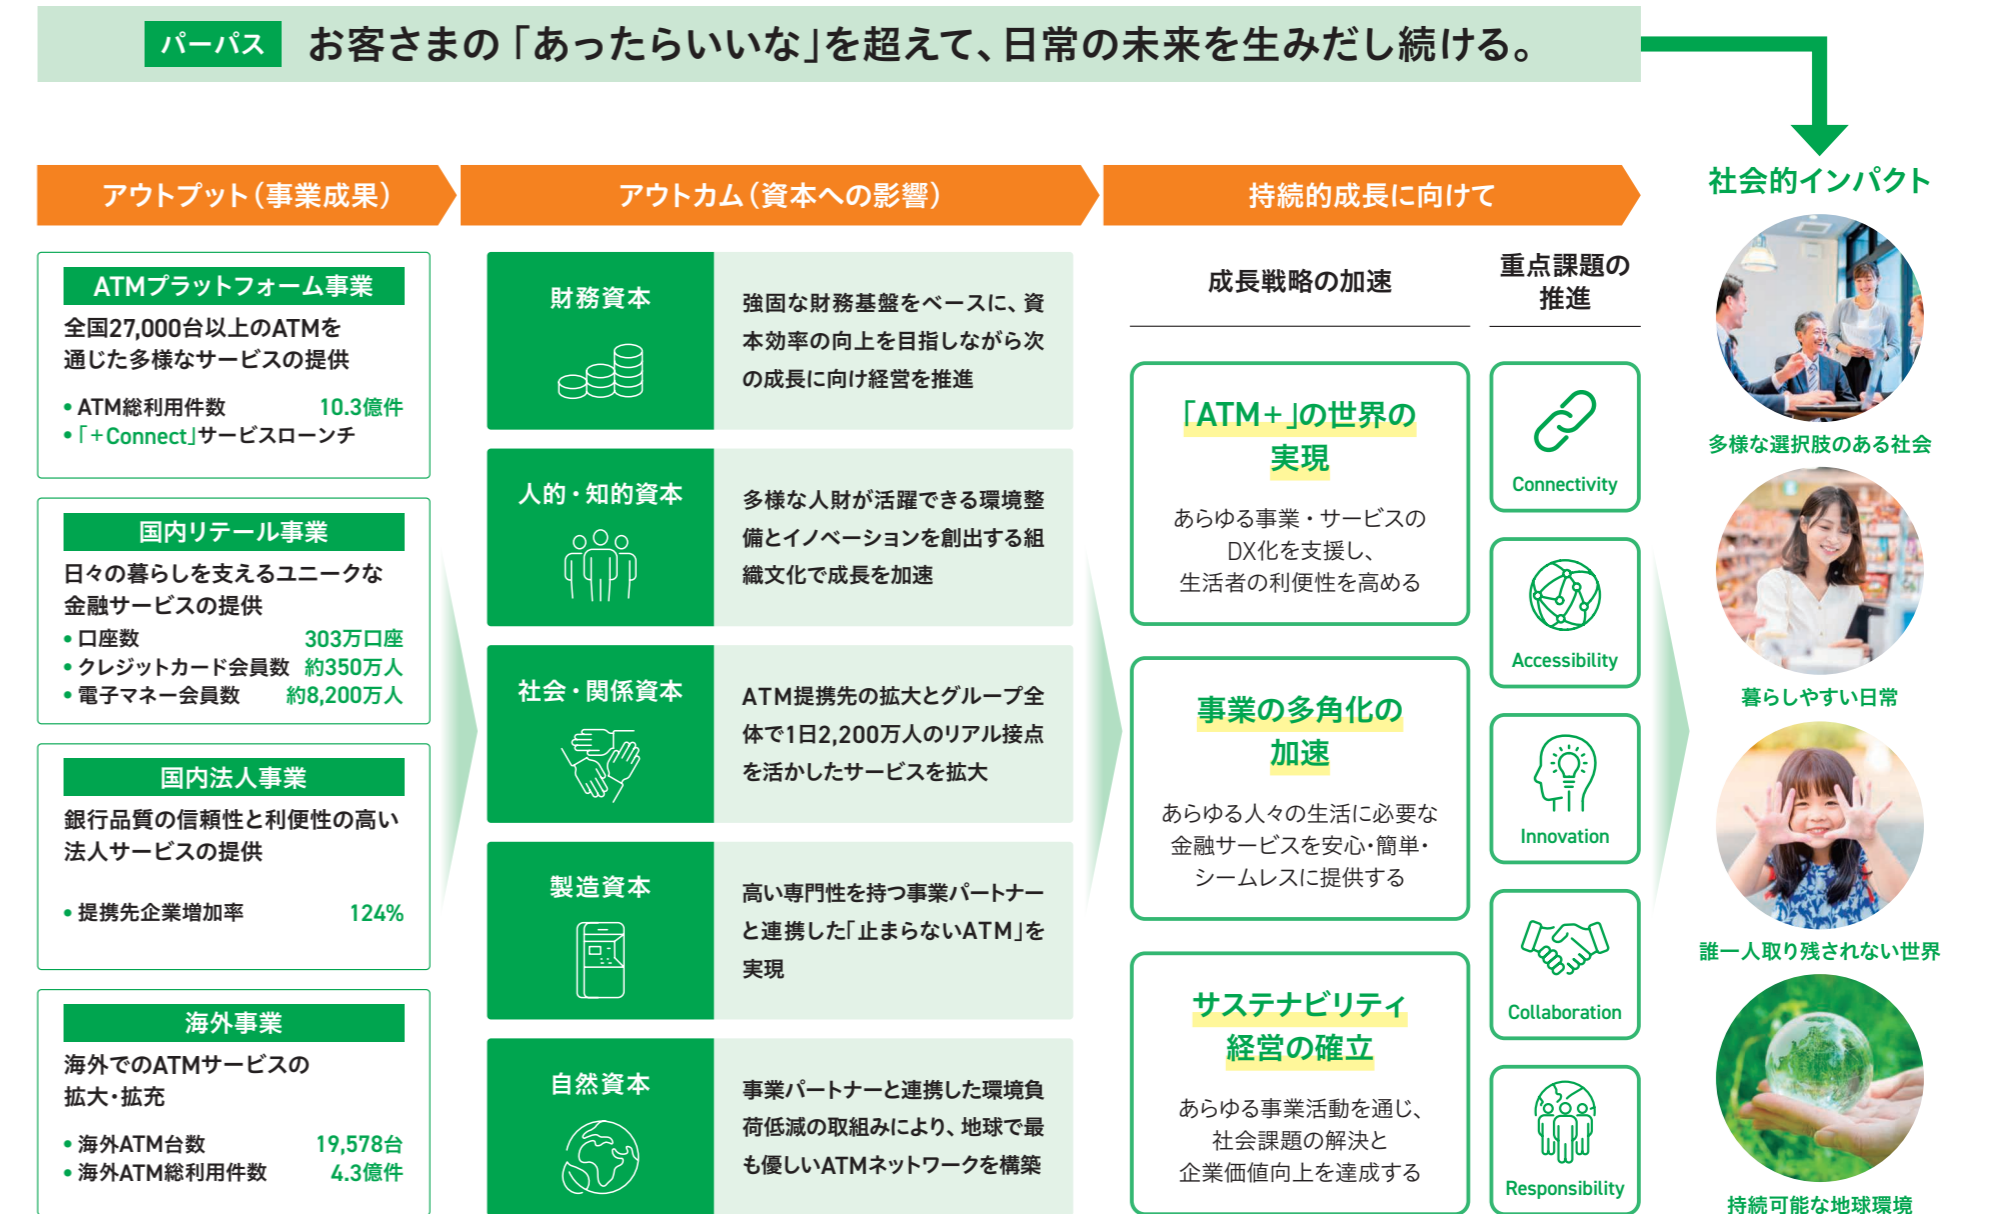 パーパス
お客さまの「あったらいいな」を超えて、日常の未来を生みだし続ける。
アウトプット（事業成果）
ATMプラットフォーム事業
全国27,000台以上のATMを
通じた多様なサービスの提供
• ATM総利用件数 10.3億件
•「+Connect」サービスローンチ
国内リテール事業
日々の暮らしを支えるユニークな
金融サービスの提供
• 口座数 303万口座
• クレジットカード会員数 約350万人
• 電子マネー会員数 約8,200万人
国内法人事業
銀行品質の信頼性と利便性の高い
法人サービスの提供
• 提携先企業増加率 124%
海外事業
海外でのATMサービスの
拡大・拡充
• 海外ATM台数 19,578台
• 海外ATM総利用件数 4.3億件
アウトカム（資本への影響）
財務資本
強固な財務基盤をベースに、資
本効率の向上を目指しながら次
の成長に向け経営を推進
人的・知的資本
多様な人財が活躍できる環境整
備とイノベーションを創出する組
織文化で成長を加速
社会・関係資本
ATM提携先の拡大とグループ全
体で1日2,200万人のリアル接点
を活かしたサービスを拡大
製造資本
高い専門性を持つ事業パートナー
と連携した「止まらないATM」を
実現
自然資本
事業パートナーと連携した環境負
荷低減の取組みにより、地球で最
も優しいATMネットワークを構築
持続的成長に向けて
成長戦略の加速
「ATM+」の世界の
実現
あらゆる事業・サービスの
DX化を支援し、
生活者の利便性を高める
事業の多角化の
加速
あらゆる人々の生活に必要な
金融サービスを安心・簡単・
シームレスに提供する
サステナビリティ
経営の確立
あらゆる事業活動を通じ、
社会課題の解決と
企業価値向上を達成する
重点課題の
推進
Connectivity
Accessibility
Innovation
Collaboration
Responsibility
社会的インパクト
多様な選択肢のある社会
暮らしやすい日常
誰一人取り残されない世界
持続可能な地球環境